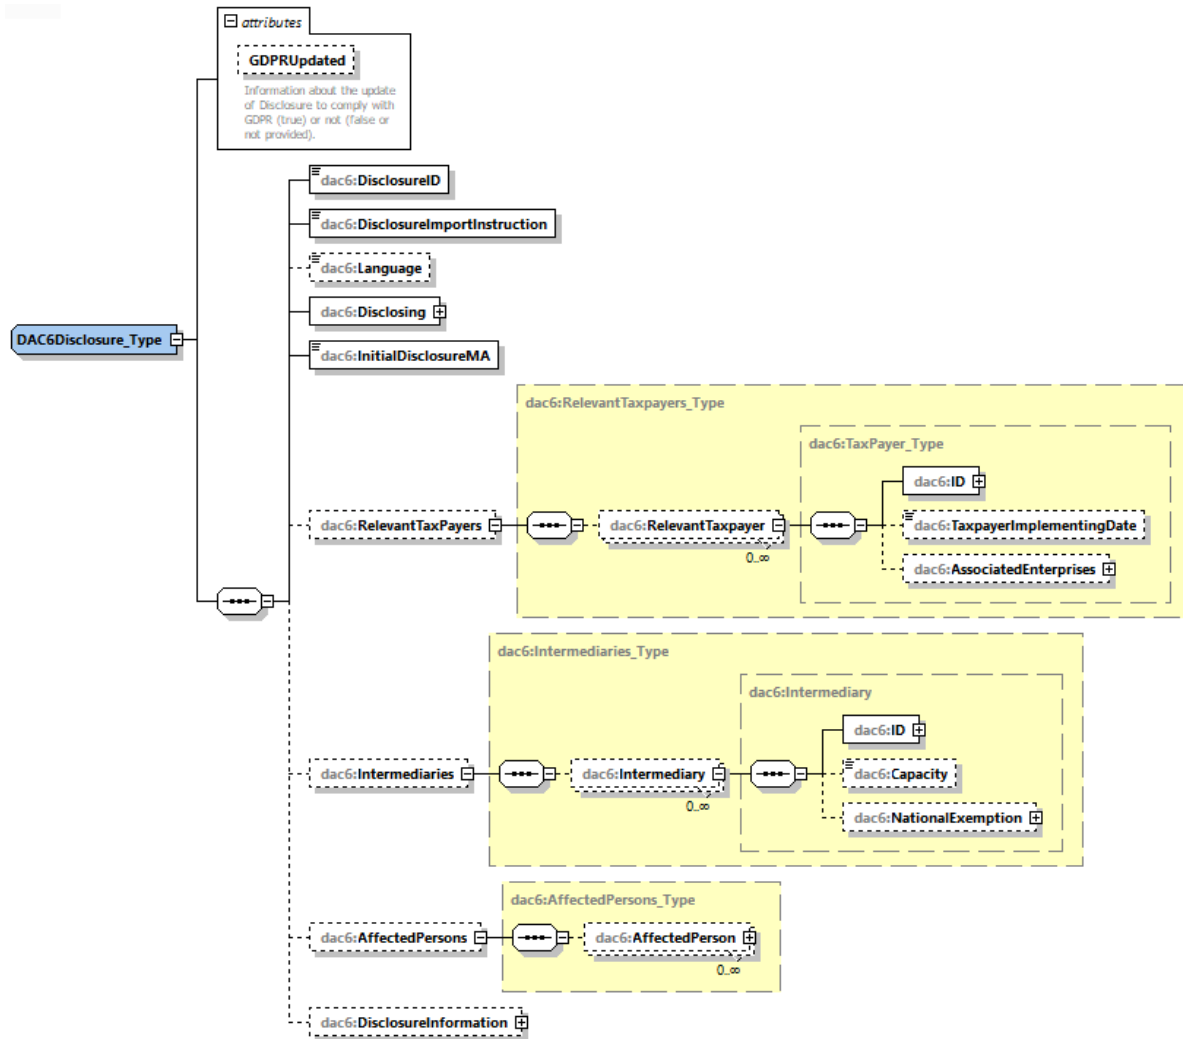 attributes
GDPRUpdated
Information about the update
of Disclosure to comply with
GDPR (true) or not (false or
not provided).
dac6:DisclosureID
dac6:DisclosureImportInstruction
dac6:Language
dac6:Disclosing
DAC6Disclosure_Type
dac6:InitialDisclosureMA
dac6:RelevantTaxpayers_Type
dac6:TaxPayer_Type
dac6:ID
dac6:RelevantTaxPayers
dac6:RelevantTaxpayer
dac6:TaxpayerImplementingDate
0..∞
dac6:AssociatedEnterprises
dac6:Intermediaries_Type
dac6:Intermediary
dac6:ID
dac6:Intermediaries
dac6:Intermediary
dac6:Capacity
0..∞
dac6:NationalExemption
dac6:AffectedPersons_Type
dac6:AffectedPersons
dac6:AffectedPerson
0..∞
dac6:DisclosureInformation